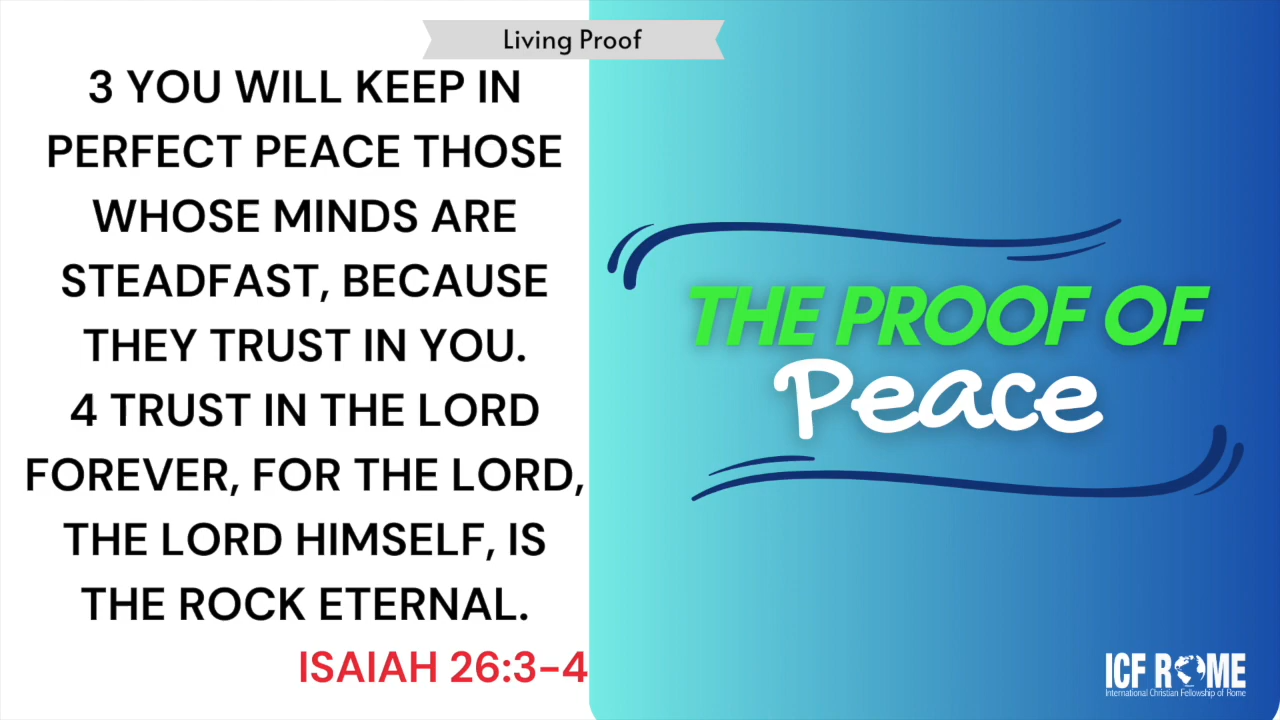 Living Proof
3 YOU WILL KEEP IN
PERFECT PEACE THOSE
WHOSE MINDS ARE
STEADFAST, BECAUSE
THEY TRUST IN YOU.
4 TRUST IN THE LORD
FOREVER, FOR THE LORD,
THE LORD HIMSELF, IS
THE ROCK ETERNAL.
ISAIAH 26:3–4
THE PROOF OF
Peace
ICF ROME
International Christian Fellowship of Rome